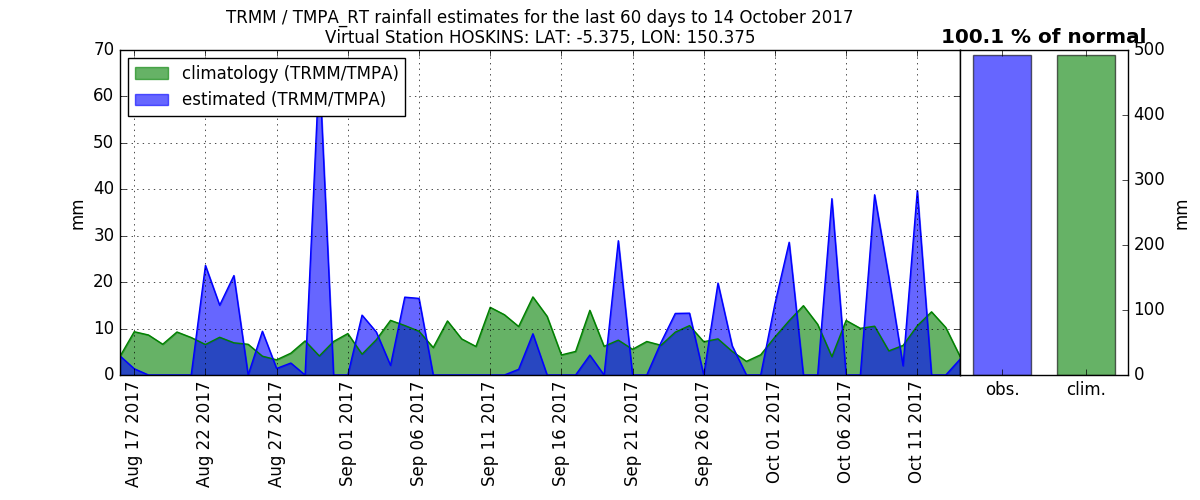 TRMM / TMPA_RT rainfall estimates for the last 60 days to 14 October 2017
Virtual Station HOSKINS: LAT: -5.375, LON: 150.375
100.1 % of normal
climatology (TRMM/TMPA)
estimated (TRMM/TMPA)
70
60
50
40
30
20
10
0
mm
Aug 17 2017
Aug 22 2017
Aug 27 2017
Sep 01 2017
Sep 06 2017
Sep 11 2017
Sep 16 2017
Sep 21 2017
Sep 26 2017
Oct 01 2017
Oct 06 2017
Oct 11 2017
obs.
clim.
500
400
300
200
100
0
mm